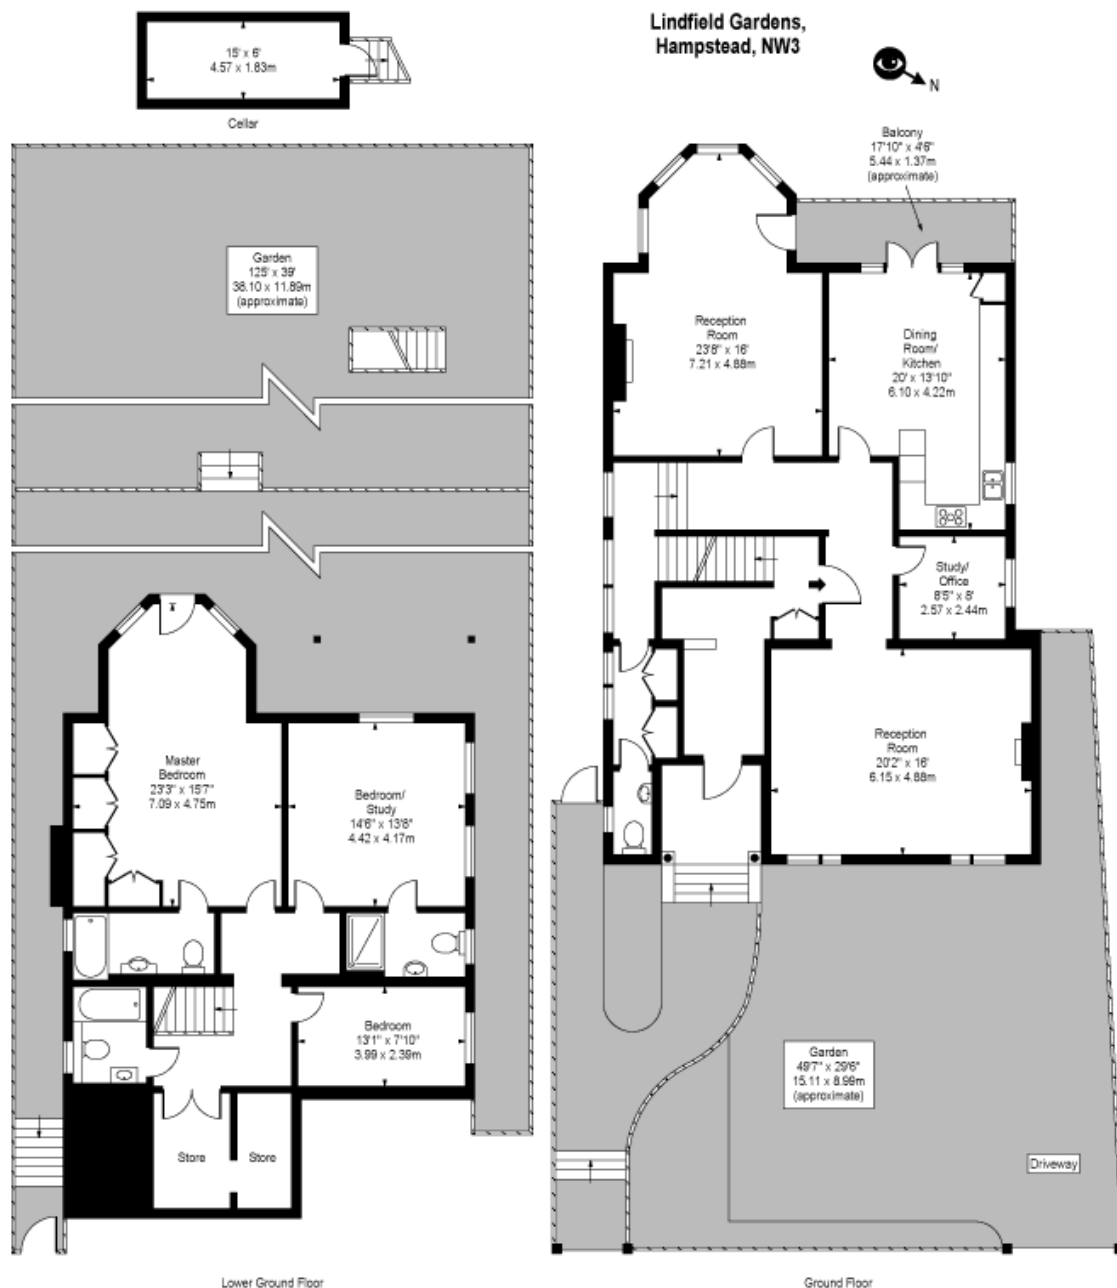 Lindfield Gardens,
Hampstead, NW3
N
15' x 6'
4.57 x 1.83m
Cellar
Balcony
17'10" x 4'6"
5.44 x 1.37m
(approximate)
Garden
125' x 39'
38.10 x 11.89m
(approximate)
Reception
Room
23'8" x 16'
7.21 x 4.88m
Dining
Room/
Kitchen
20' x 13'10"
6.10 x 4.22m
Study/
Office
8'5" x 8'
2.57 x 2.44m
Reception
Room
20'2" x 16'
6.15 x 4.88m
Master
Bedroom
23'3" x 15'7"
7.09 x 4.75m
Bedroom/
Study
14'6" x 13'8"
4.42 x 4.17m
Bedroom
13'1" x 7'10"
3.99 x 2.39m
Store
Store
Garden
49'7" x 29'6"
15.11 x 8.99m
(approximate)
Driveway
Lower Ground Floor
Ground Floor